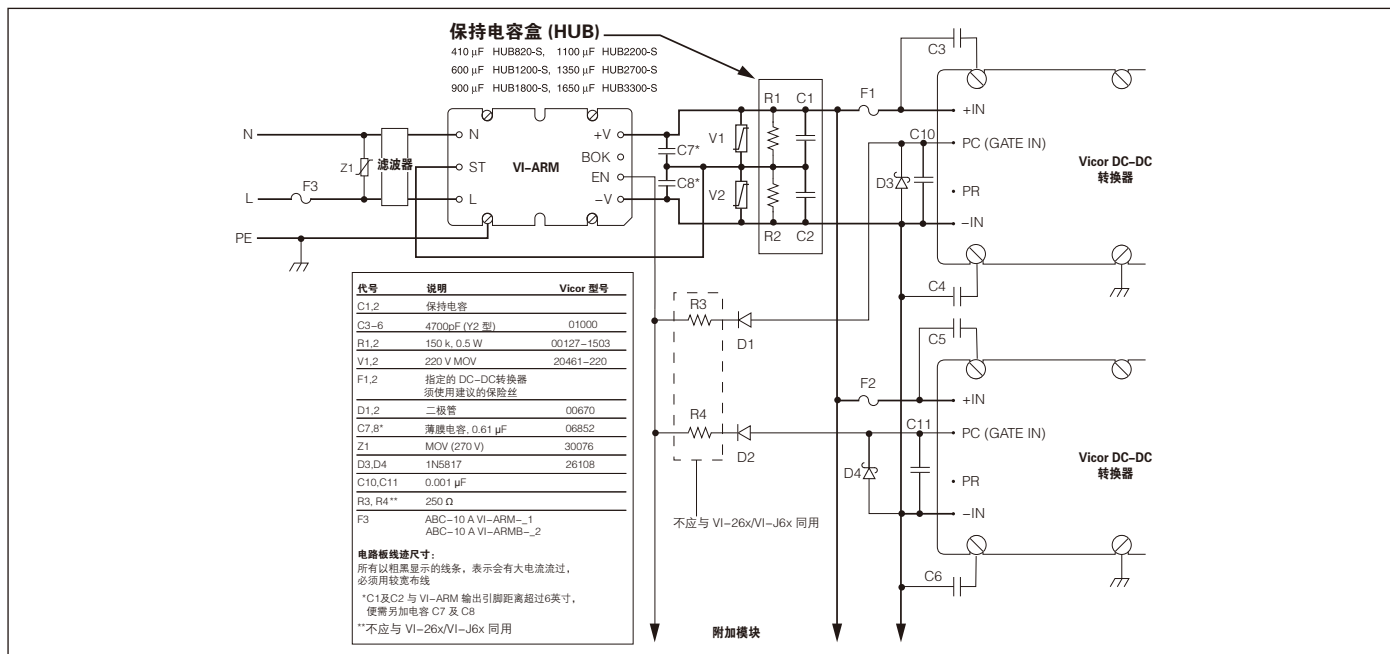 保持电容盒 (HUB)
410 µF HUB820-S, 1100 µF HUB2200-S
600 µF HUB1200-S, 1350 µF HUB2700-S
900 µF HUB1800-S, 1650 µF HUB3300-S
N
Z1
滤波器
L
F3
PE
N
ST
L
VI–ARM
+V
BOK
EN
–V
C7*
C8*
V1
V2
R1
C1
R2
C2
F1
C3
+IN
C10
PC (GATE IN)
D3
PR
–IN
Vicor DC–DC
转换器
C4
R3
D1
C5
F2
+IN
R4
D2
C11
PC (GATE IN)
D4
PR
–IN
Vicor DC–DC
转换器
C6
不应与 VI–26x/VI–J6x 同用
附加模块
代号 说明 Vicor 型号
C1,2 保持电容
C3–6 4700pF (Y2 型) 01000
R1,2 150 k, 0.5 W 00127–1503
V1,2 220 V MOV 20461–220
F1,2 指定的 DC–DC转换器
须使用建议的保险丝
D1,2 二极管 00670
C7,8* 薄膜电容, 0.61 µF 06852
Z1 MOV (270 V) 30076
D3,D4 1N5817 26108
C10,C11 0.001 µF
R3, R4** 250 Ω
F3 ABC–10 A VI–ARM–_1
ABC–10 A VI–ARMB–_2
电路板线迹尺寸：
所有以粗黑显示的线条，表示会有大电流流过，
必须用较宽布线
*C1及C2 与 VI–ARM 输出引脚距离超过6英寸，
便需另加电容 C7 及 C8
**不应与 VI–26x/VI–J6x 同用